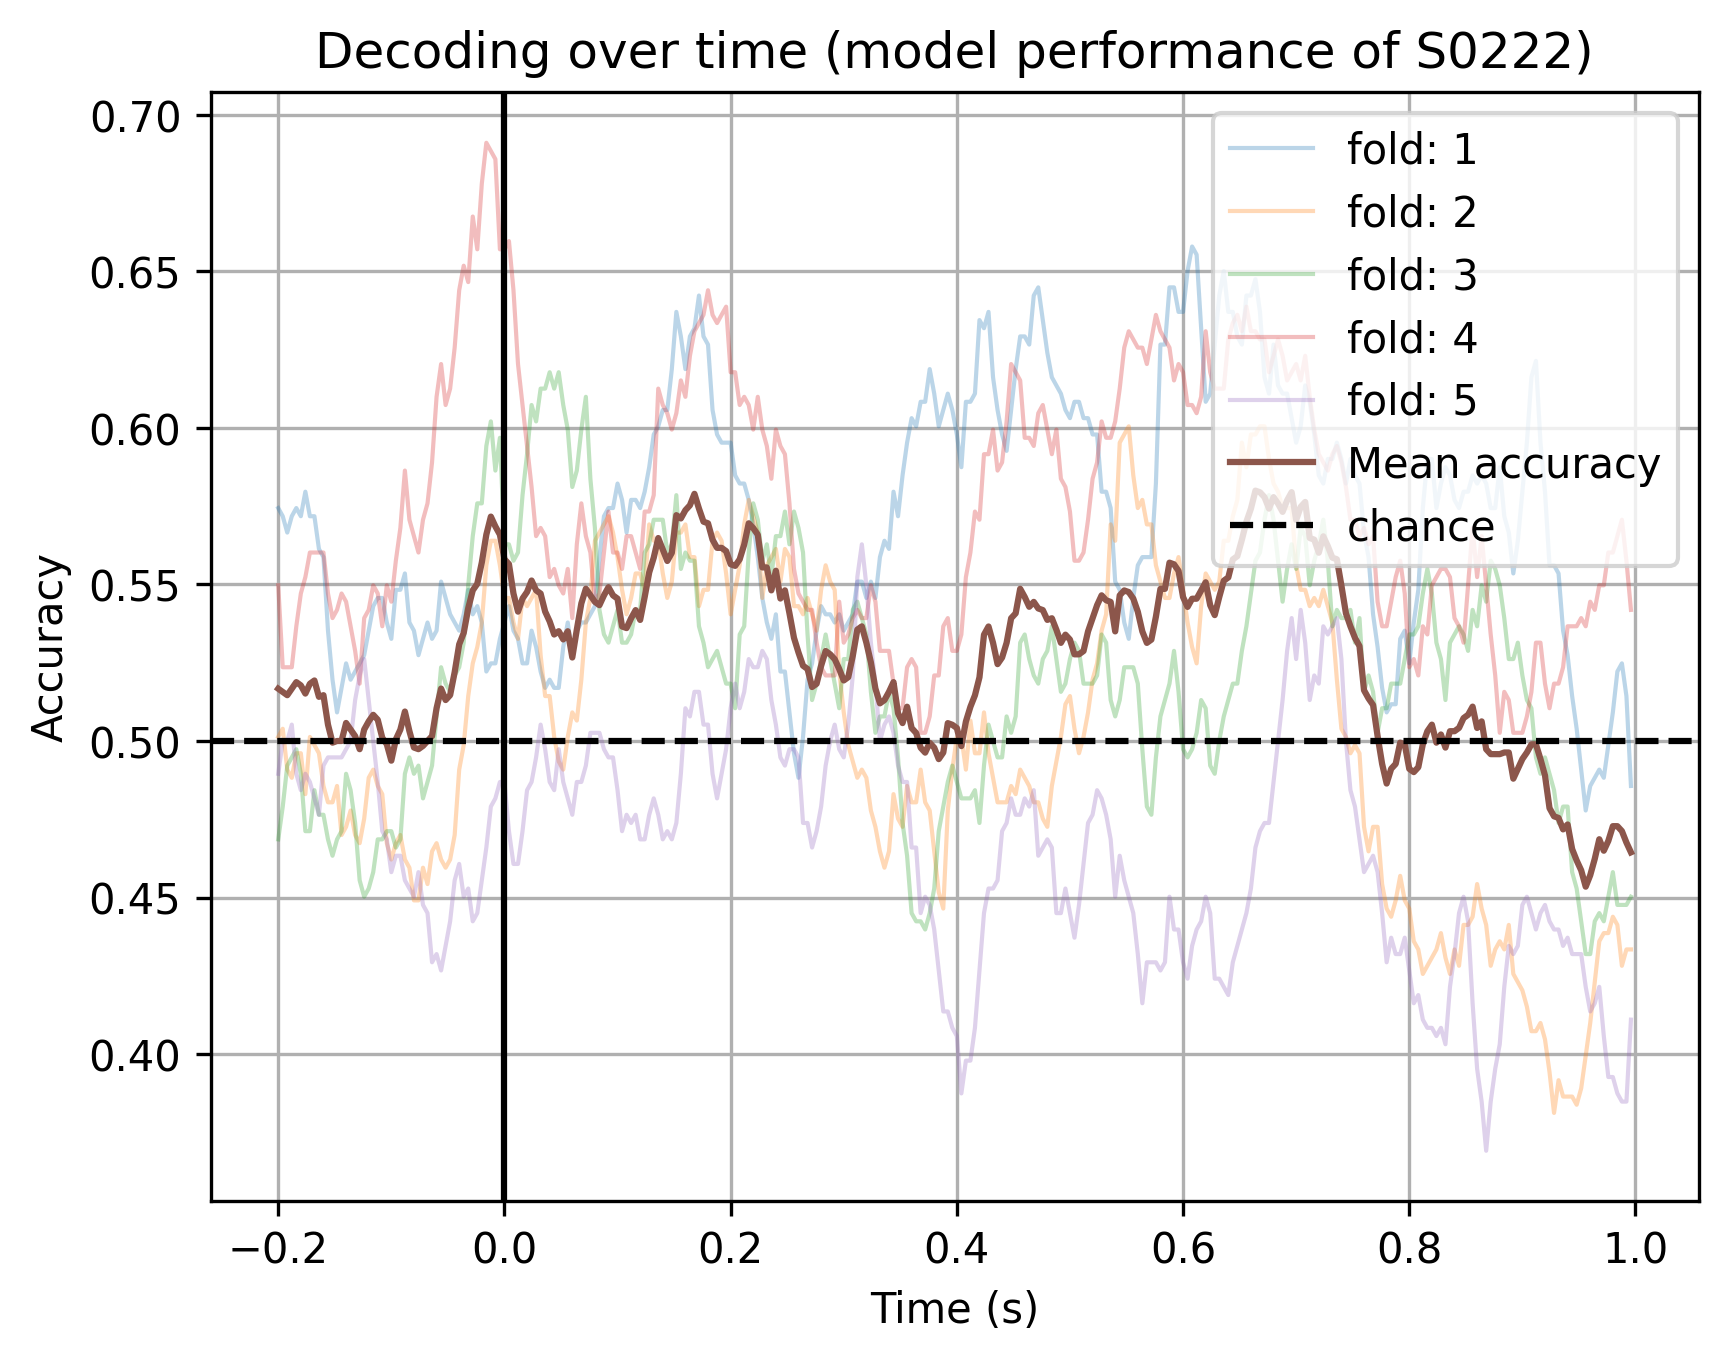 Decoding over time (model performance of S0222)
Accuracy
0.70
0.65
0.60
0.55
0.50
0.45
0.40
fold: 1
fold: 2
fold: 3
fold: 4
fold: 5
Mean accuracy
chance
−0.2 0.0 0.2 0.4 0.6 0.8 1.0
Time (s)